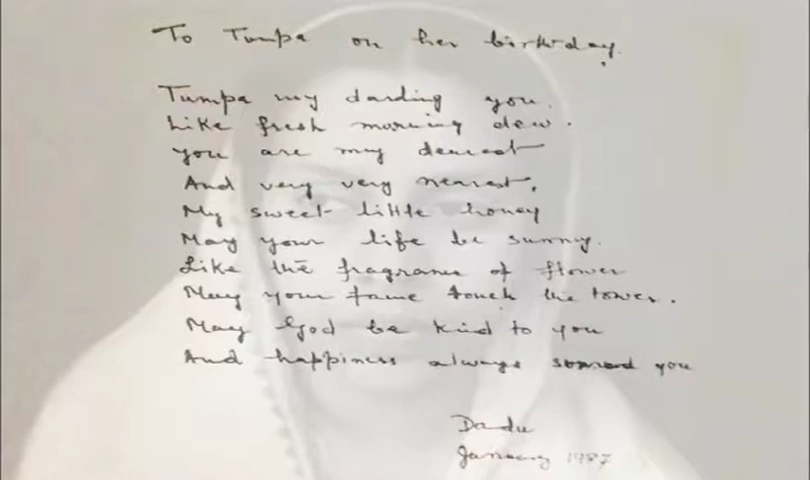 To Tumpa on her birthday.
Tumpa my darling you.
Like fresh morning dew.
you are my dearest
And very very nearest.
My sweet little honey
May your life be sunny.
Like the fragrance of flower
May your fame touch the tower.
May God be kind to you
And happiness always you
Dadu
January 1987